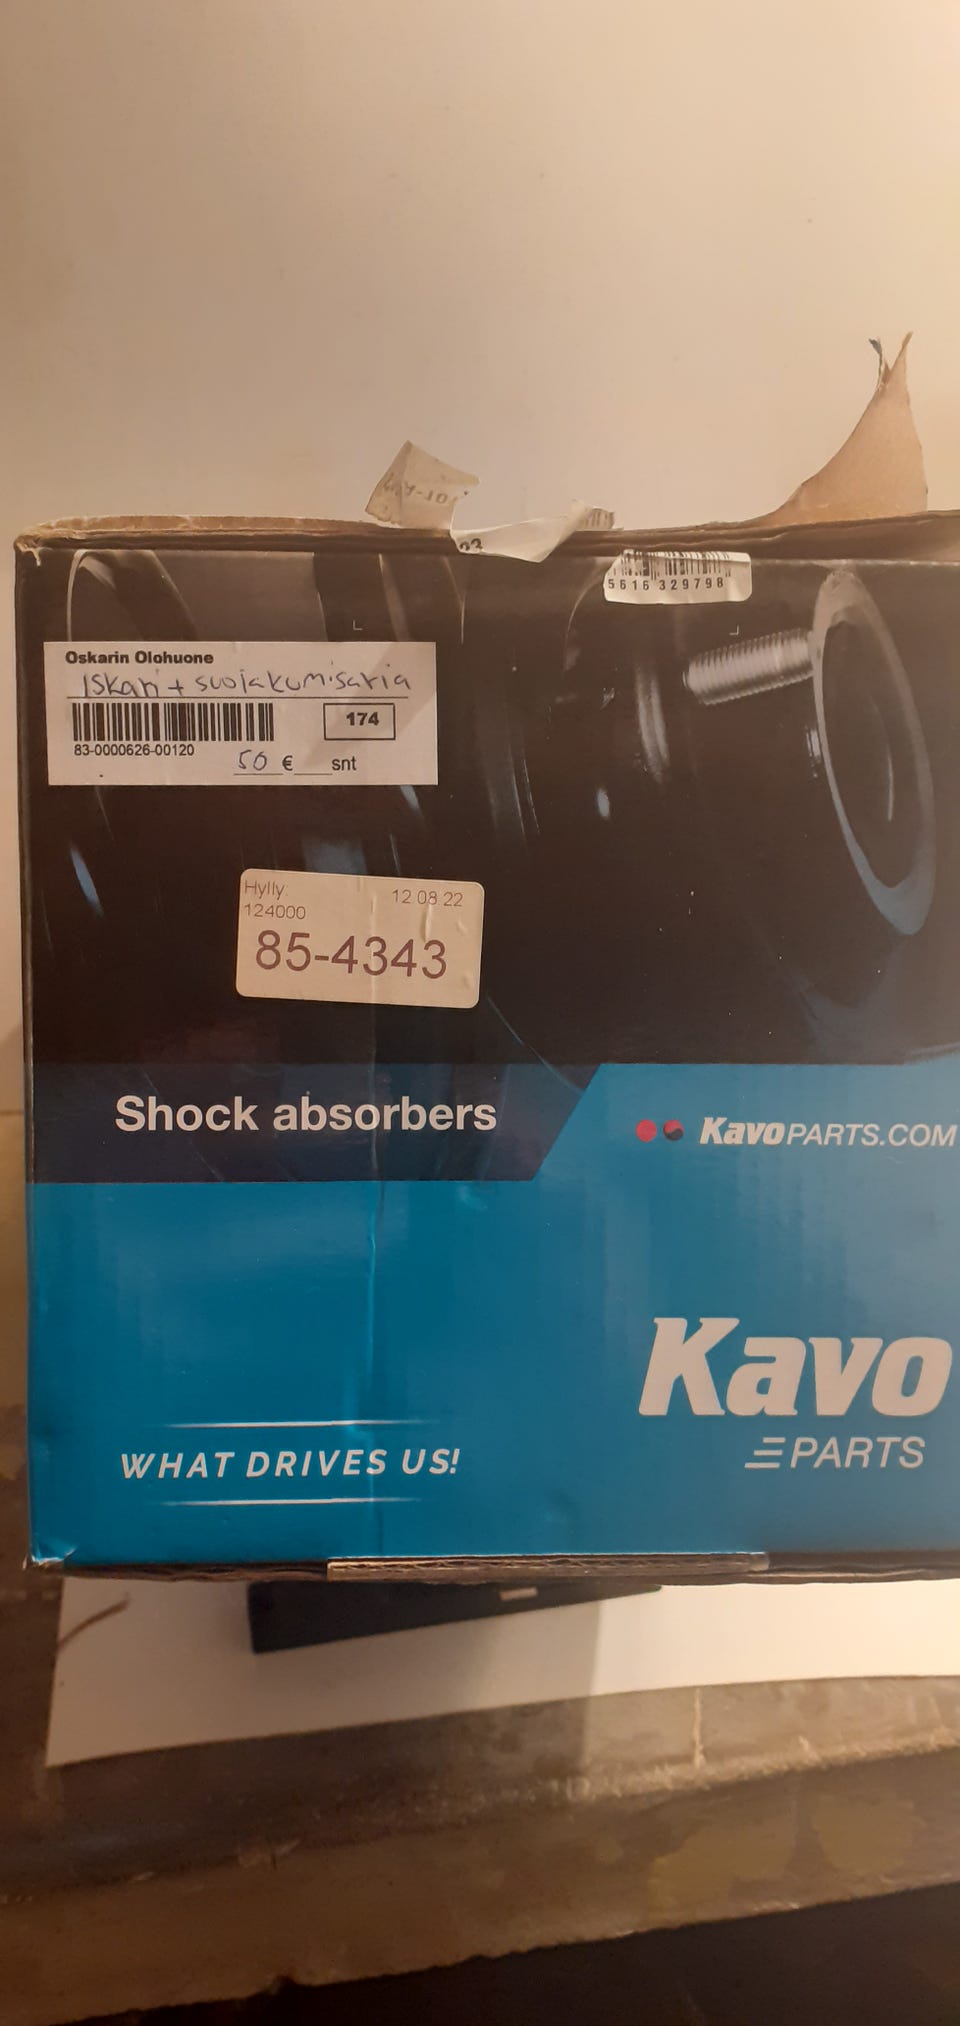 23
5616 329798
Oskarin Olohuone
Iskari + suojakumisarja
174
83-0000626-00120
50 € snt
Hylly:
12 08 22
124000
85-4343
Shock absorbers
KavoPARTS.COM
Kavo
PARTS
WHAT DRIVES US!